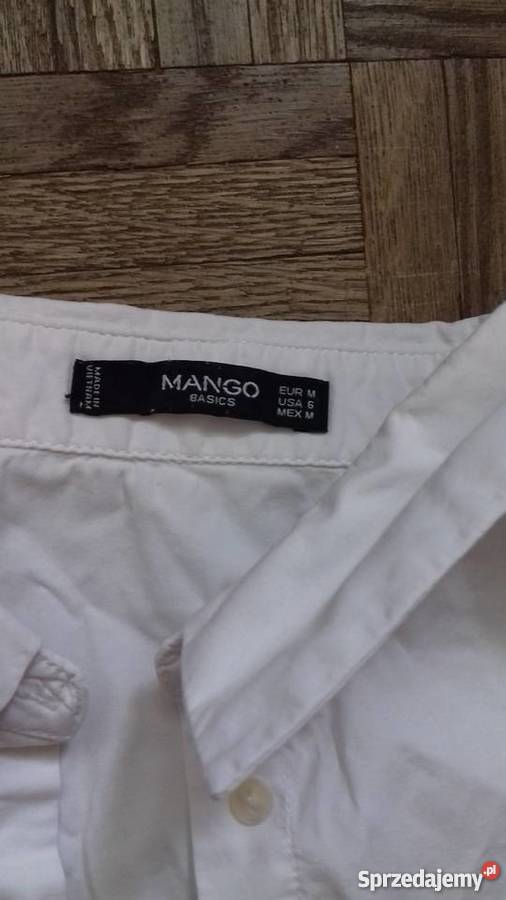 MADE IN
VIETNAM
MANGO
BASICS
EUR M
USA 6
MEX M
Sprzedajemy.pl